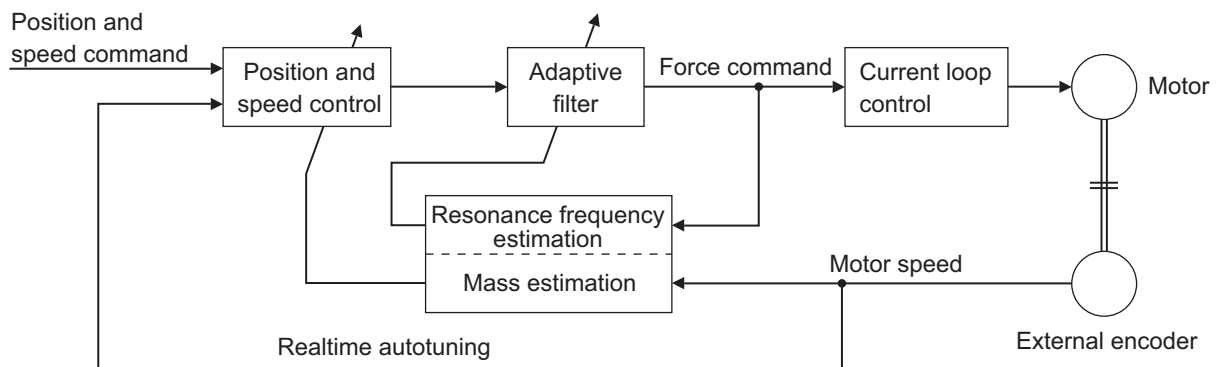 Position and
speed command
Position and
speed control
Adaptive
filter
Force command
Current loop
control
Motor
Resonance frequency
estimation
Mass estimation
Motor speed
External encoder
Realtime autotuning